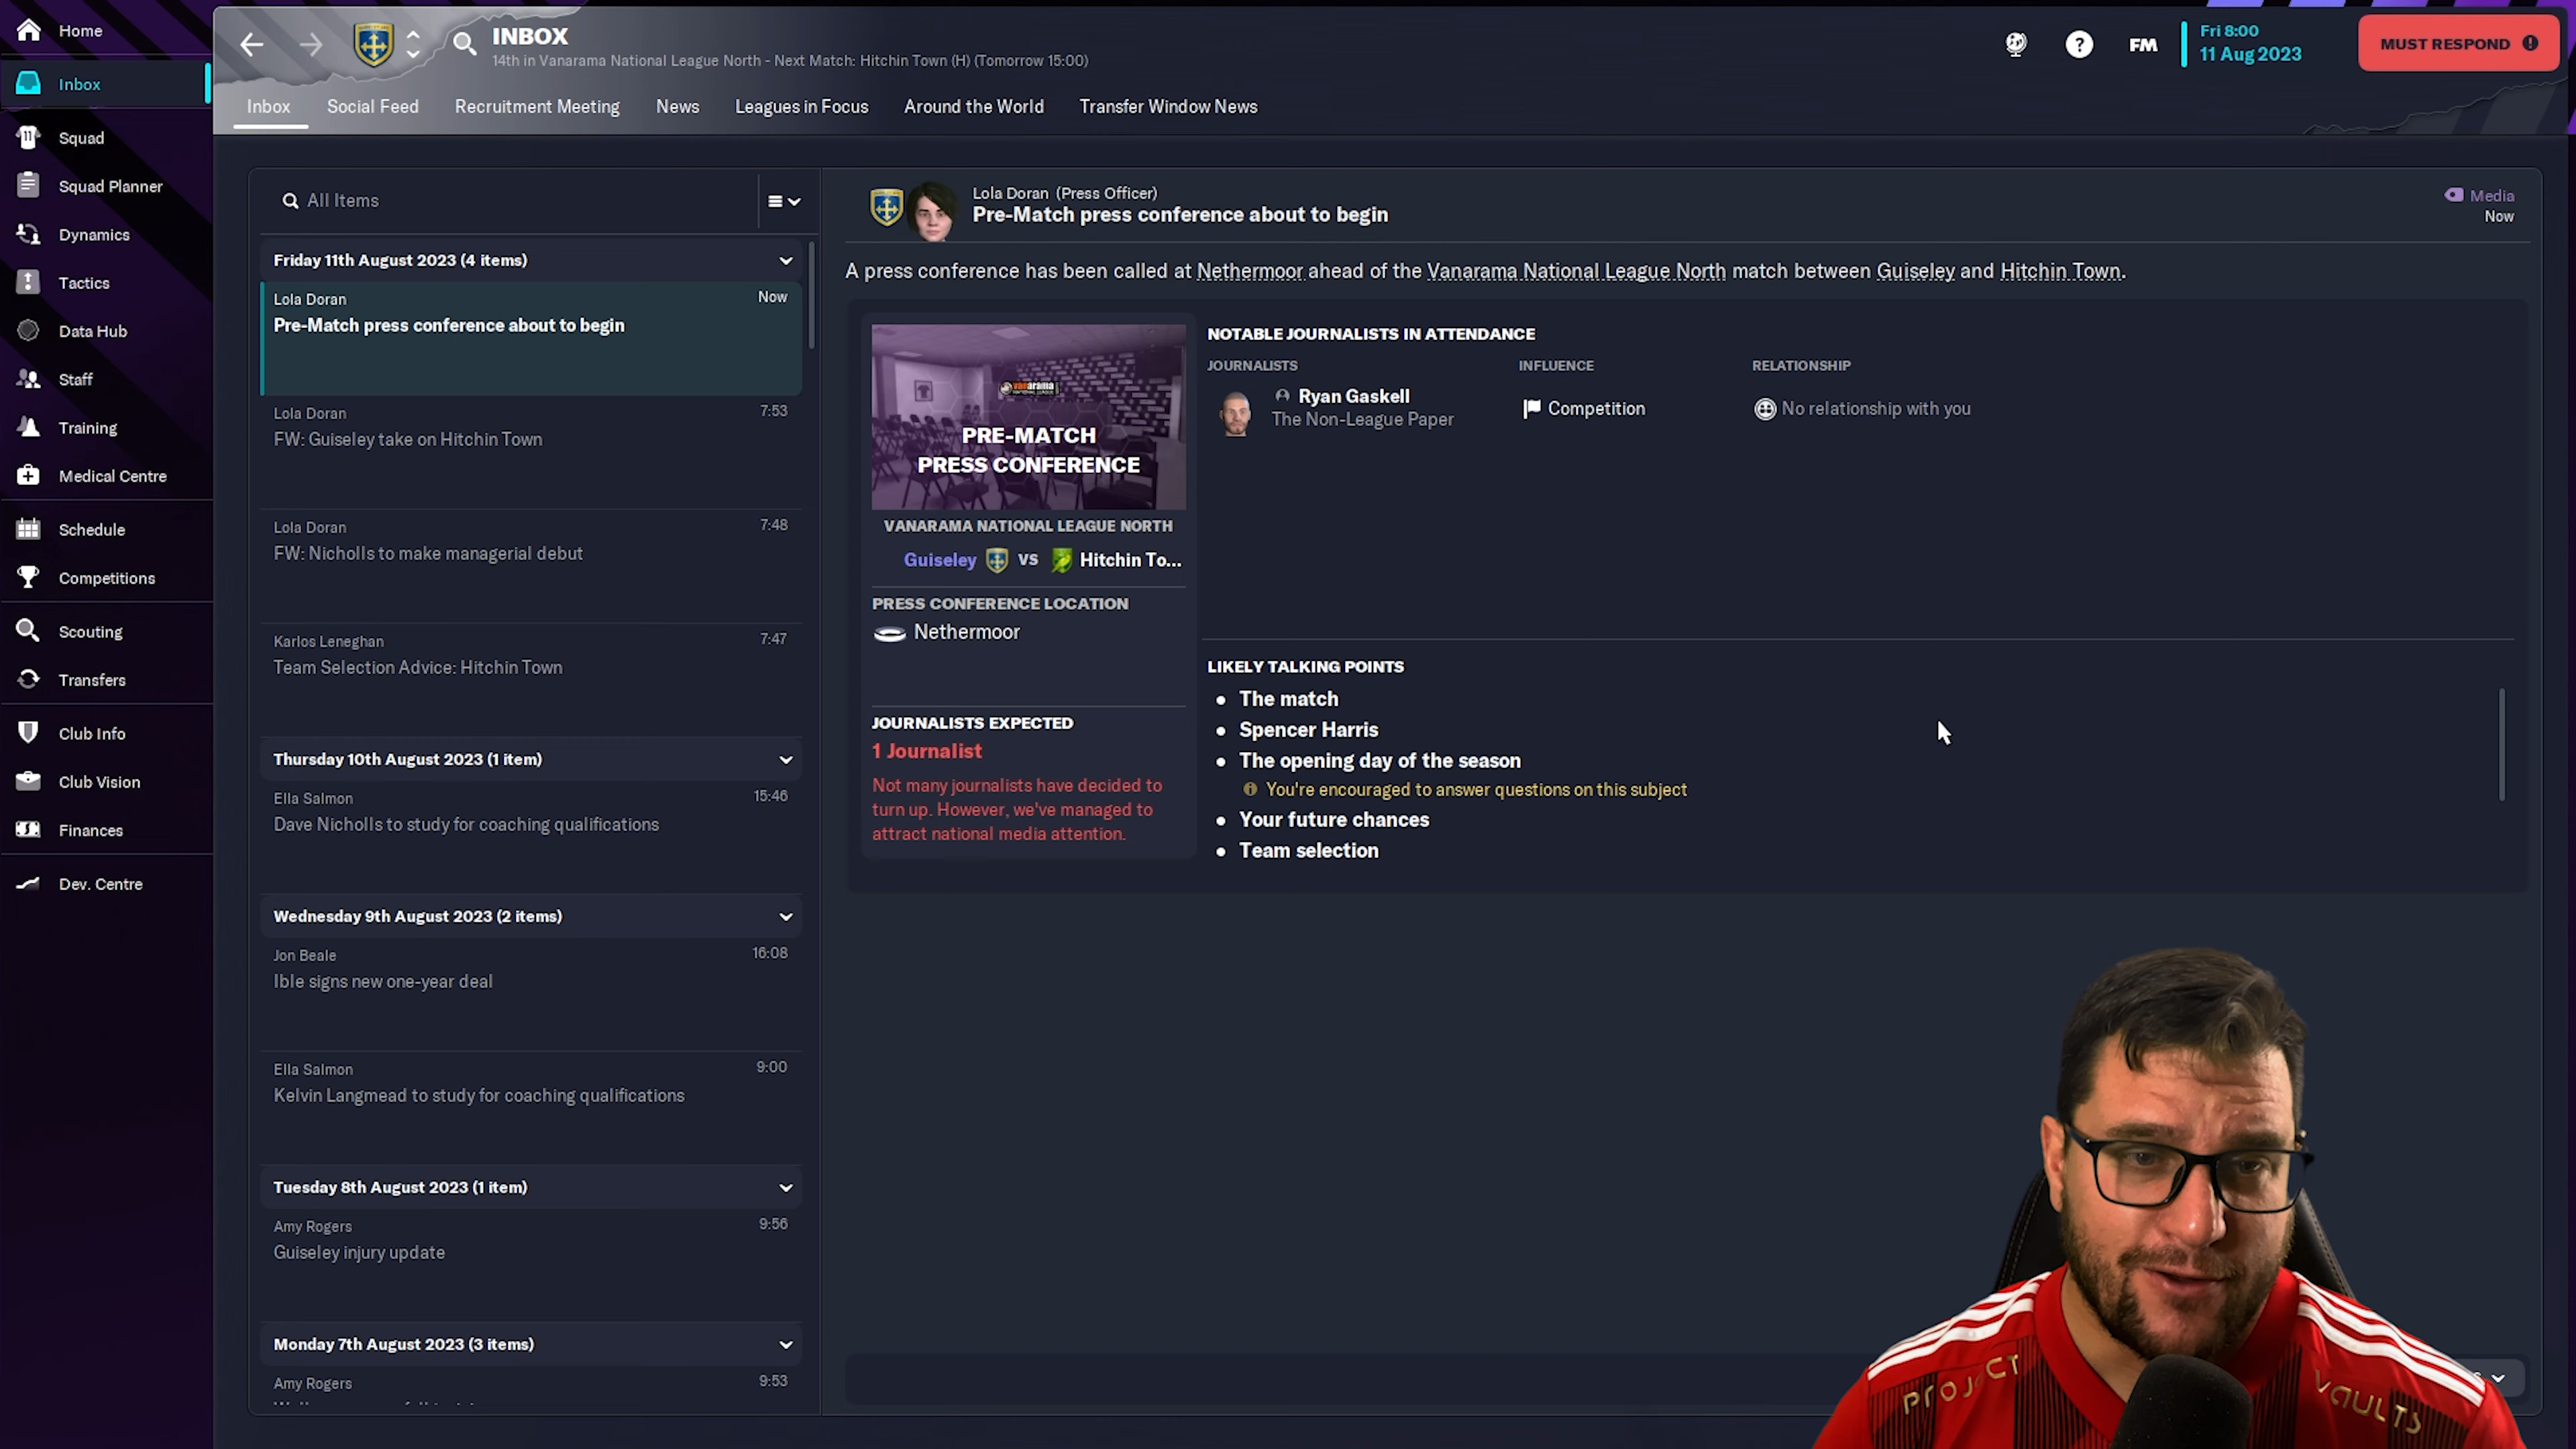 Home
Inbox
Squad
Squad Planner
Dynamics
Tactics
Data Hub
Staff
Training
Medical Centre
Schedule
Competitions
Scouting
Transfers
Club Info
Club Vision
Finances
Dev. Centre
INBOX
14th in Vanarama National League North - Next Match: Hitchin Town (H) (Tomorrow 15:00)
FM
Fri 8:00
11 Aug 2023
MUST RESPOND
Inbox Social Feed Recruitment Meeting News Leagues in Focus Around the World Transfer Window News
All Items
Friday 11th August 2023 (4 items)
Lola Doran Now
Pre-Match press conference about to begin
Lola Doran 7:53
FW: Guiseley take on Hitchin Town
Lola Doran 7:48
FW: Nicholls to make managerial debut
Karlos Leneghan 7:47
Team Selection Advice: Hitchin Town
Thursday 10th August 2023 (1 item)
Ella Salmon 15:46
Dave Nicholls to study for coaching qualifications
Wednesday 9th August 2023 (2 items)
Jon Beale 16:08
Ible signs new one-year deal
Ella Salmon 9:00
Kelvin Langmead to study for coaching qualifications
Tuesday 8th August 2023 (1 item)
Amy Rogers 9:56
Guiseley injury update
Monday 7th August 2023 (3 items)
Amy Rogers 9:53
Lola Doran (Press Officer)
Pre-Match press conference about to begin
Media
Now
A press conference has been called at Nethermoor ahead of the Vanarama National League North match between Guiseley and Hitchin Town.
vanarama
NATIONAL LEAGUE
PRE-MATCH
PRESS CONFERENCE
VANARAMA NATIONAL LEAGUE NORTH
Guiseley VS Hitchin To...
PRESS CONFERENCE LOCATION
Nethermoor
JOURNALISTS EXPECTED
1 Journalist
Not many journalists have decided to
turn up. However, we've managed to
attract national media attention.
NOTABLE JOURNALISTS IN ATTENDANCE
JOURNALISTS INFLUENCE RELATIONSHIP
Ryan Gaskell
The Non-League Paper
Competition
No relationship with you
LIKELY TALKING POINTS
The match
Spencer Harris
The opening day of the season
You're encouraged to answer questions on this subject
Your future chances
Team selection
PROJECT
VAULTS